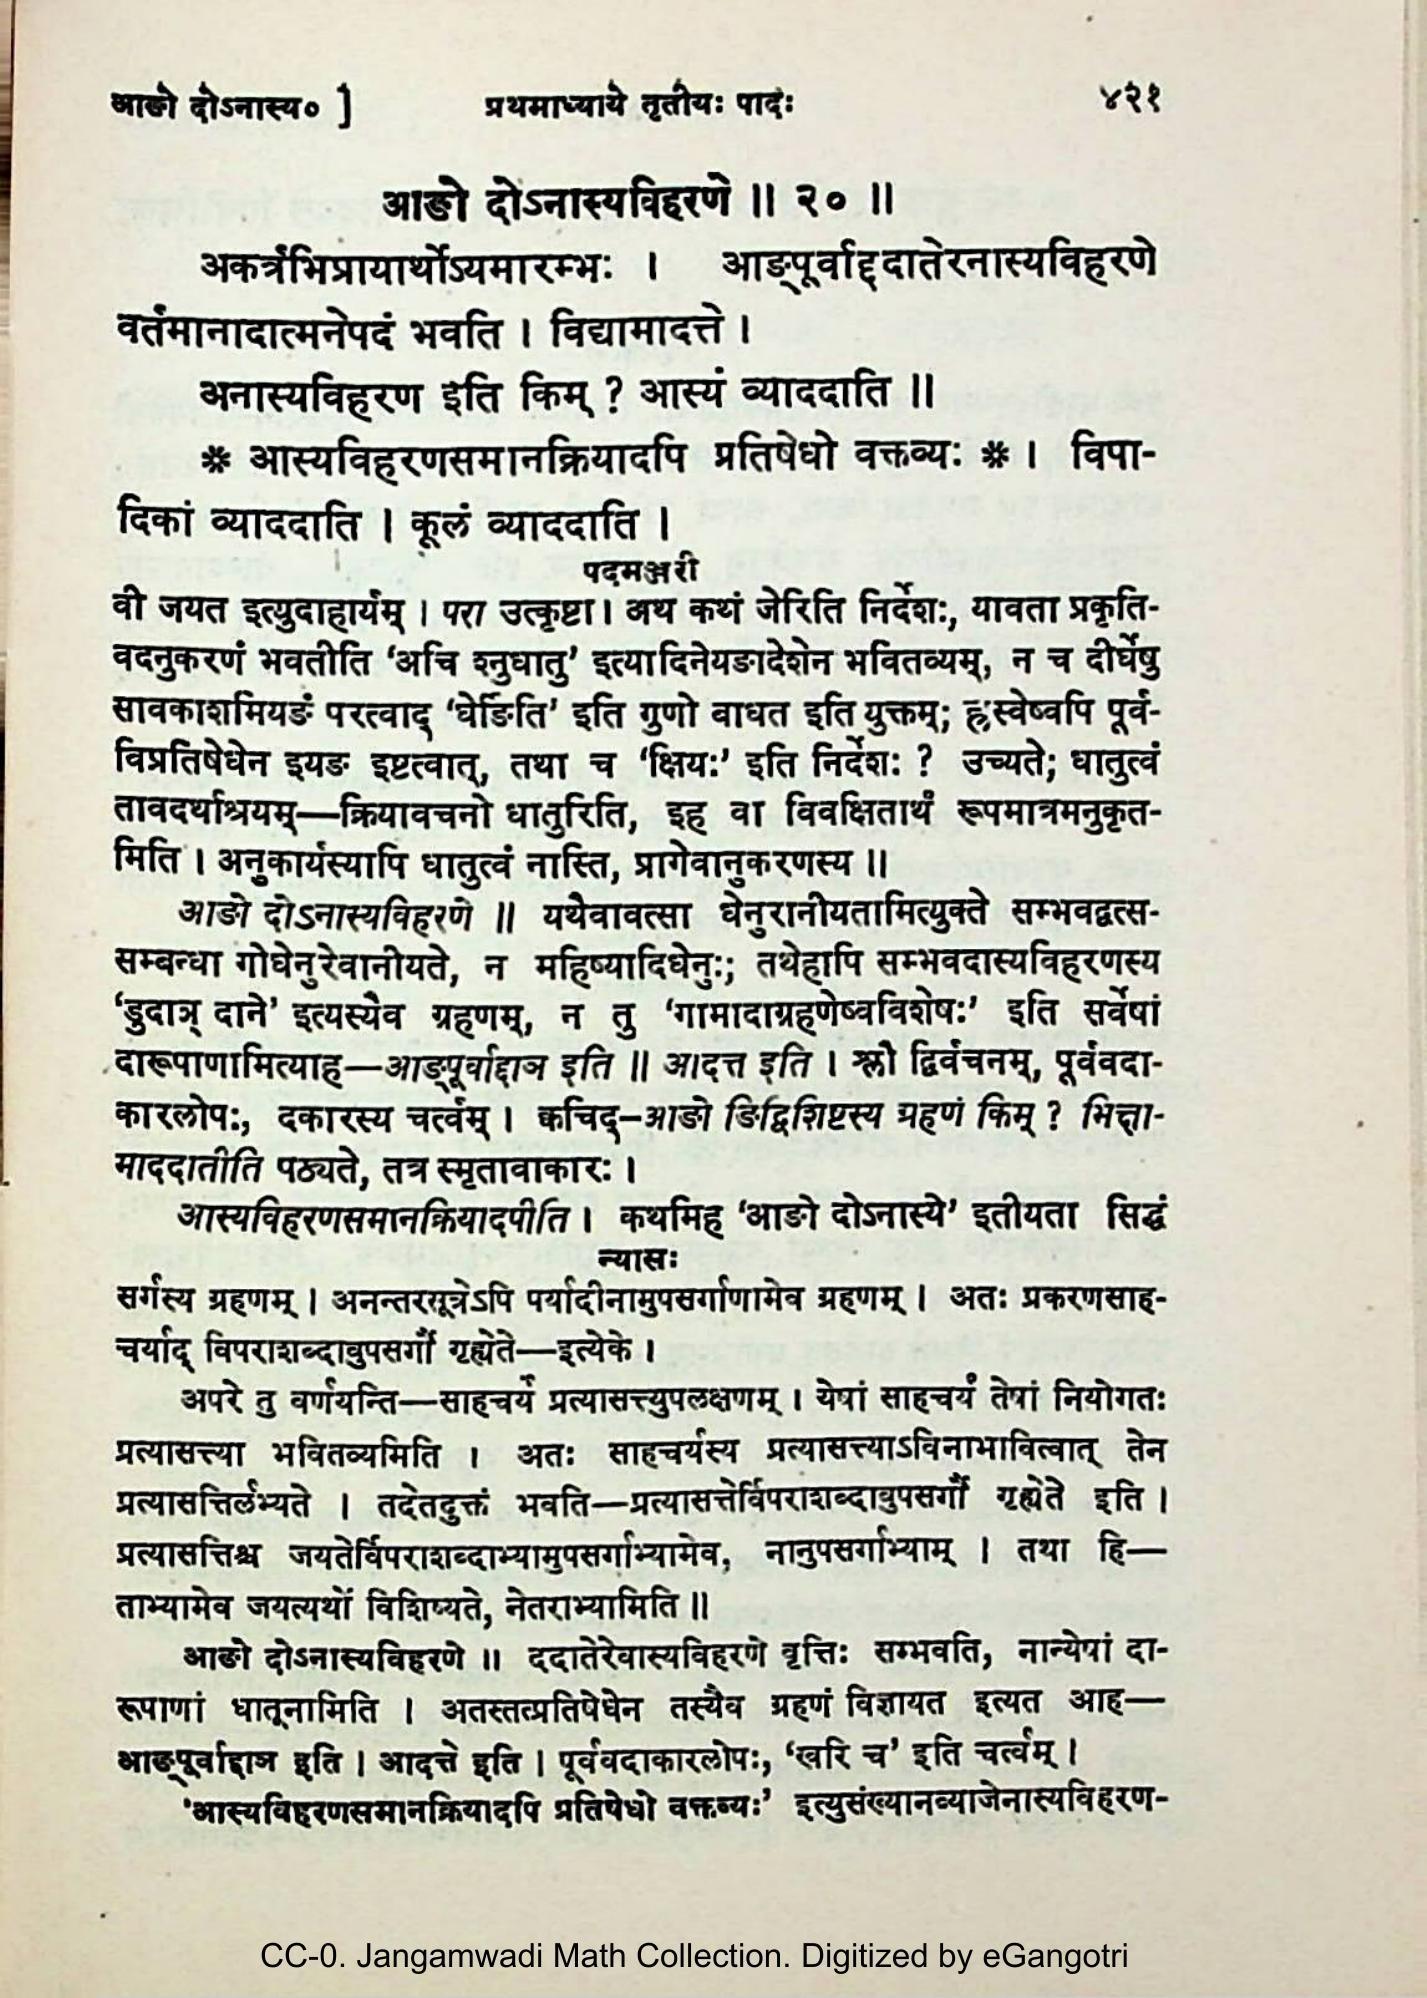 आङो दोऽनास्य० ] प्रथमाध्याये तृतीयः पादः ४२१
आङो दोऽनास्यविहरणे ॥ २० ॥
अकर्त्रभिप्रायार्थोऽयमारम्भः । आङ्पूर्वाद्ददातेरनास्यविहरणे
वर्तमानादात्मनेपदं भवति । विद्यामादत्ते ।
अनास्यविहरण इति किम् ? आस्यं व्याददाति ॥
* आस्यविहरणसमानक्रियादपि प्रतिषेधो वक्तव्यः * । विपा-
दिकां व्याददाति । कूलं व्याददाति ।
पदमञ्जरी
वी जयत इत्युदाहार्यम् । परा उत्कृष्टा । अथ कथं जेरिति निर्देशः, यावता प्रकृति-
वदनुकरणं भवतीति ‘अचि श्नुधातु’ इत्यादिनेयङादेशेन भवितव्यम्, न च दीर्घेषु
सावकाशमियङं परत्वाद् ‘घेर्ङिति’ इति गुणो बाधत इति युक्तम्; ह्रस्वेष्वपि पूर्व-
विप्रतिषेधेन इयङ इष्टत्वात्, तथा च ‘क्षियः’ इति निर्देशः ? उच्यते; धातुत्वं
तावदर्थाश्रयम्—क्रियावचनो धातुरिति, इह वा विवक्षितार्थं रूपमात्रमनुकृत-
मिति । अनुकार्यस्यापि धातुत्वं नास्ति, प्रागेवानुकरणस्य ॥
आङो दोऽनास्यविहरणे ॥ यथैवावत्सा धेनुरानीयतामित्युक्ते सम्भवद्वत्स-
सम्बन्धा गोधेनुरेवानीयते, न महिष्यादिधेनुः; तथेहापि सम्भवदास्यविहरणस्य
‘डुदाञ् दाने’ इत्यस्यैव ग्रहणम्, न तु ‘गामादाग्रहणेष्वविशेषः’ इति सर्वेषां
दारूपाणामित्याह—आङ्पूर्वाद्दाञ इति ॥ आदत्त इति । श्लौ द्विर्वचनम्, पूर्ववदा-
कारलोपः, दकारस्य चर्त्वम् । क्वचिद्–आङो ङिद्विशिष्टस्य ग्रहणं किम् ? भिक्षा-
माददातीति पठ्यते, तत्र स्मृतावाकारः ।
आस्यविहरणसमानक्रियादपीति । कथमिह ‘आङो दोऽनास्ये’ इतीयता सिद्धं
न्यासः
सर्गस्य ग्रहणम् । अनन्तरसूत्रेऽपि पर्यादीनामुपसर्गाणामेव ग्रहणम् । अतः प्रकरणसाह-
चर्याद् विपराशब्दावुपसर्गौ गृह्येते—इत्येके ।
अपरे तु वर्णयन्ति—साहचर्यं प्रत्यासत्त्युपलक्षणम् । येषां साहचर्यं तेषां नियोगतः
प्रत्यासत्त्या भवितव्यमिति । अतः साहचर्यस्य प्रत्यासत्त्याऽविनाभावित्वात् तेन
प्रत्यासत्तिर्लभ्यते । तदेतदुक्तं भवति—प्रत्यासत्तेर्विपराशब्दावुपसर्गौ गृह्येते इति ।
प्रत्यासत्तिश्च जयतेर्विपराशब्दाभ्यामुपसर्गाभ्यामेव, नानुपसर्गाभ्याम् । तथा हि—
ताभ्यामेव जयत्यर्थो विशिष्यते, नेतराभ्यामिति ॥
आङो दोऽनास्यविहरणे ॥ ददातेरेवास्यविहरणे वृत्तिः सम्भवति, नान्येषां दा-
रूपाणां धातूनामिति । अतस्तत्प्रतिषेधेन तस्यैव ग्रहणं विज्ञायत इत्यत आह—
आङ्पूर्वाद्दाञ इति । आदत्ते इति । पूर्ववदाकारलोपः, ‘खरि च’ इति चर्त्वम् ।
‘आस्यविहरणसमानक्रियादपि प्रतिषेधो वक्तव्यः’ इत्युसंख्यानव्याजेनास्यविहरण-
CC-0. Jangamwadi Math Collection. Digitized by eGangotri